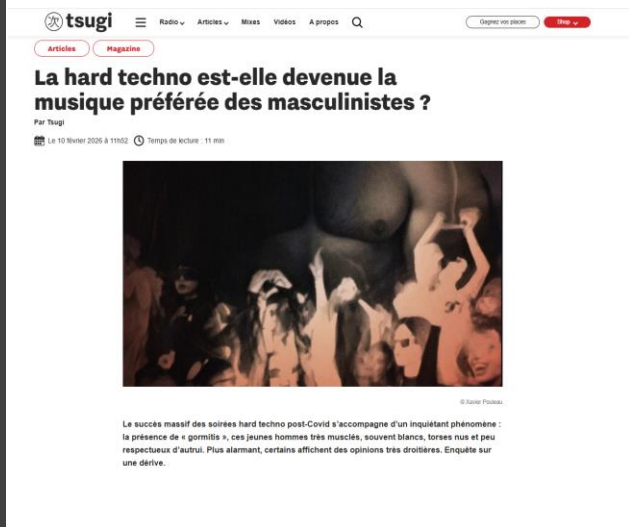 tsugi
Radio Articles Mixes Vidéos A propos
Gagnez vos places
Shop
Articles Magazine
La hard techno est-elle devenue la
musique préférée des masculinistes ?
Par Tsugi
Le 10 février 2026 à 11h52 Temps de lecture : 11 min
Le succès massif des soirées hard techno post-Covid s'accompagne d'un inquiétant phénomène :
la présence de « gormitis », ces jeunes hommes très musclés, souvent blancs, torses nus et peu
respectueux d'autrui. Plus alarmant, certains affichent des opinions très droitières. Enquête sur
une dérive.